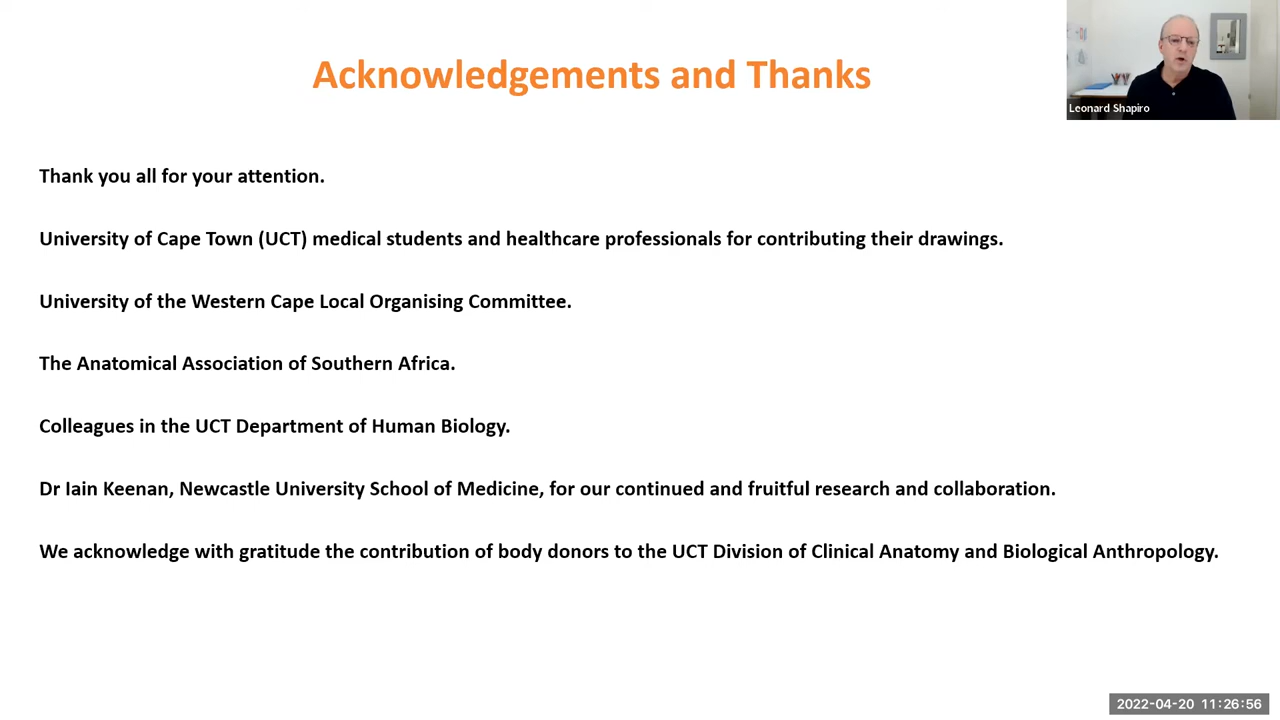 Acknowledgements and Thanks
Leonard Shapiro
Thank you all for your attention.
University of Cape Town (UCT) medical students and healthcare professionals for contributing their drawings.
University of the Western Cape Local Organising Committee.
The Anatomical Association of Southern Africa.
Colleagues in the UCT Department of Human Biology.
Dr Iain Keenan, Newcastle University School of Medicine, for our continued and fruitful research and collaboration.
We acknowledge with gratitude the contribution of body donors to the UCT Division of Clinical Anatomy and Biological Anthropology.
2022-04-20 11:26:56